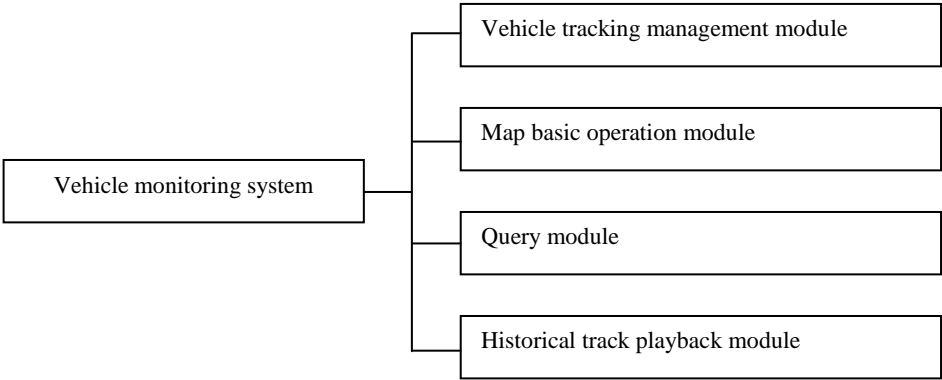 Vehicle tracking management module
Map basic operation module
Vehicle monitoring system
Query module
Historical track playback module